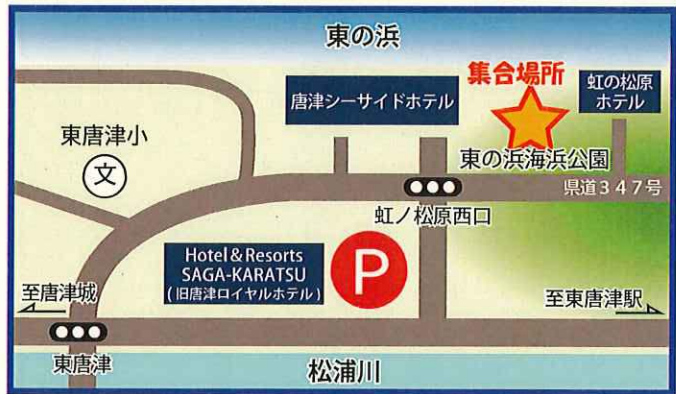 東の浜
集合場所
唐津シーサイドホテル
虹の松原
ホテル
東唐津小
文
東の浜海浜公園
県道347号
虹ノ松原西口
Hotel & Resorts
SAGA-KARATSU
(旧唐津ロイヤルホテル)
P
至唐津城
至東唐津駅
東唐津
松浦川